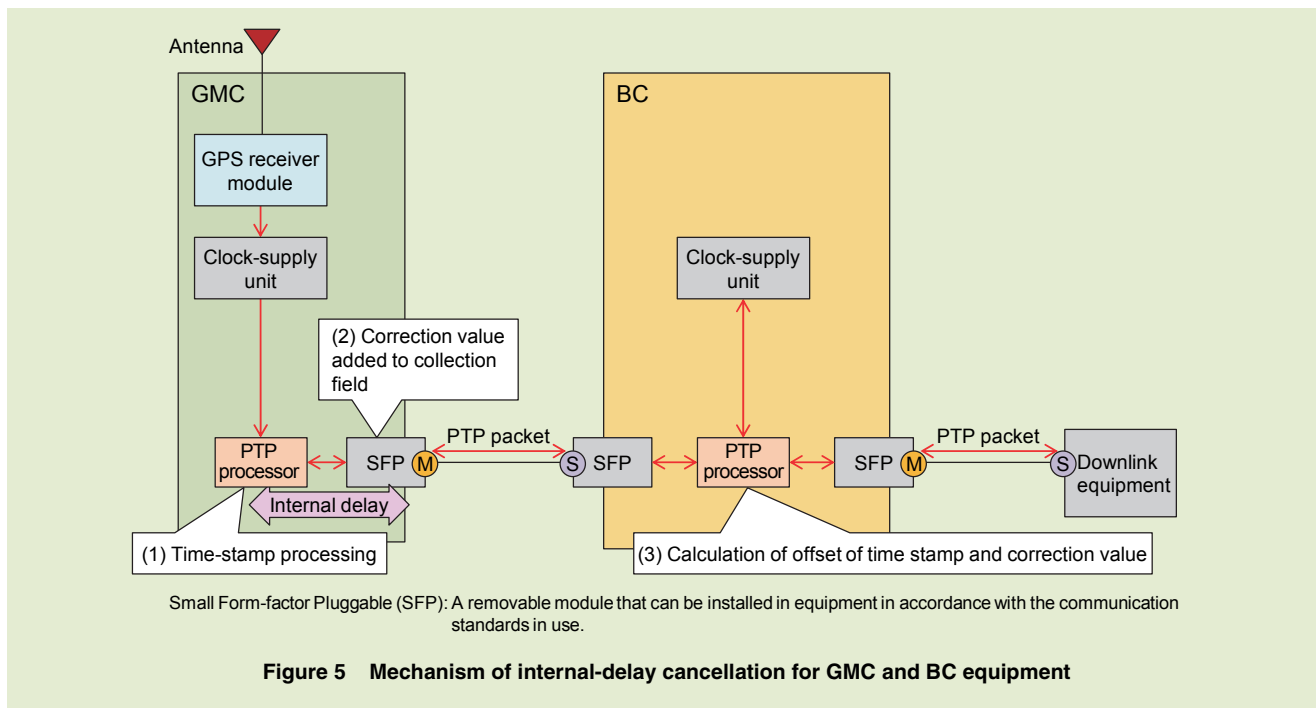 Antenna
GMC
GPS receiver
module
Clock-supply
unit
(2) Correction value
added to collection
field
PTP
processor
SFP
M
Internal delay
(1) Time-stamp processing
PTP packet
BC
Clock-supply
unit
S
SFP
PTP
processor
SFP
M
(3) Calculation of offset of time stamp and correction value
PTP packet
S
Downlink
equipment
Small Form-factor Pluggable (SFP): A removable module that can be installed in equipment in accordance with the communication
standards in use.
Figure 5 Mechanism of internal-delay cancellation for GMC and BC equipment